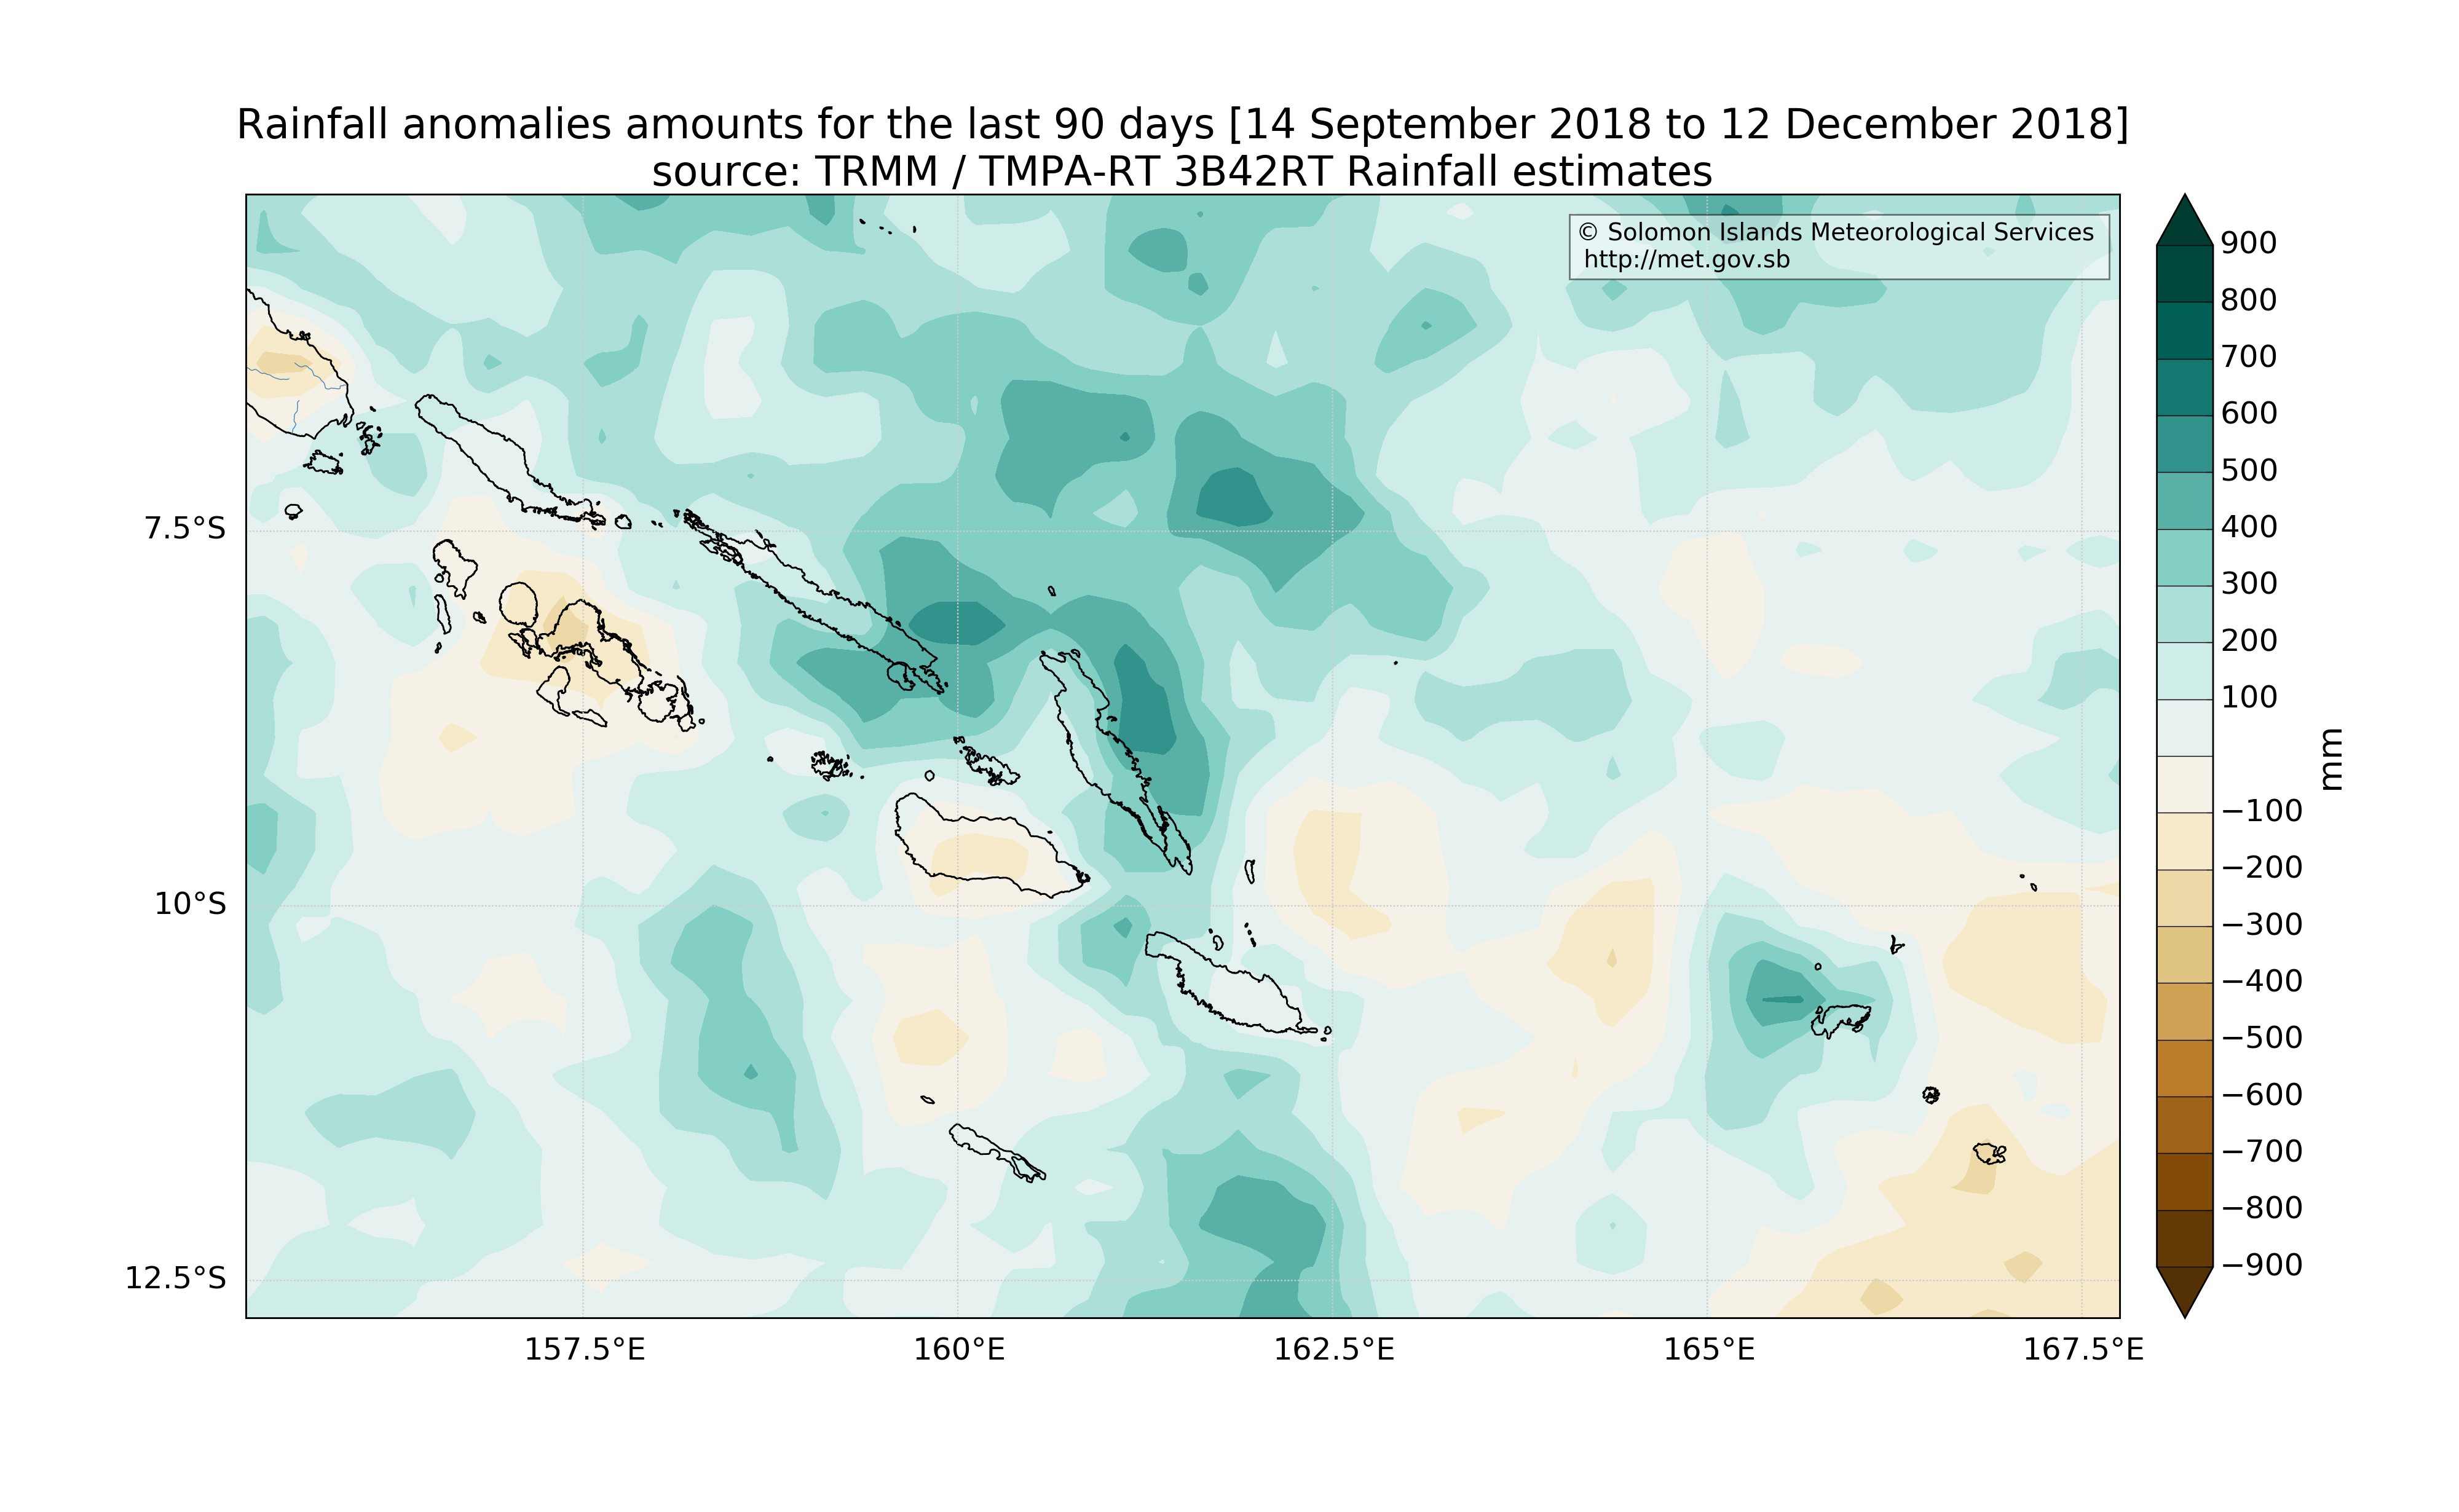 Rainfall anomalies amounts for the last 90 days [14 September 2018 to 12 December 2018]
source: TRMM / TMPA-RT 3B42RT Rainfall estimates
© Solomon Islands Meteorological Services
http://met.gov.sb
7.5°S
10°S
12.5°S
157.5°E
160°E
162.5°E
165°E
167.5°E
900
800
700
600
500
400
300
200
100
−100
−200
−300
−400
−500
−600
−700
−800
−900
mm